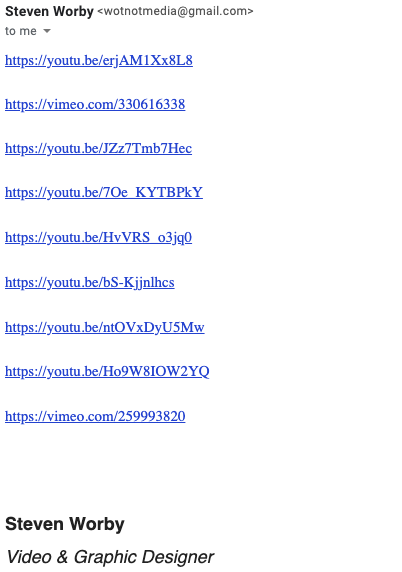 Steven Worby <wotnotmedia@gmail.com>
to me
https://youtu.be/erjAM1Xx8L8
https://vimeo.com/330616338
https://youtu.be/JZz7Tmb7Hec
https://youtu.be/7Oe_KYTBPkY
https://youtu.be/HvVRS_o3jq0
https://youtu.be/bS-Kjjnlhcs
https://youtu.be/ntOVxDyU5Mw
https://youtu.be/Ho9W8IOW2YQ
https://vimeo.com/259993820
Steven Worby
Video & Graphic Designer